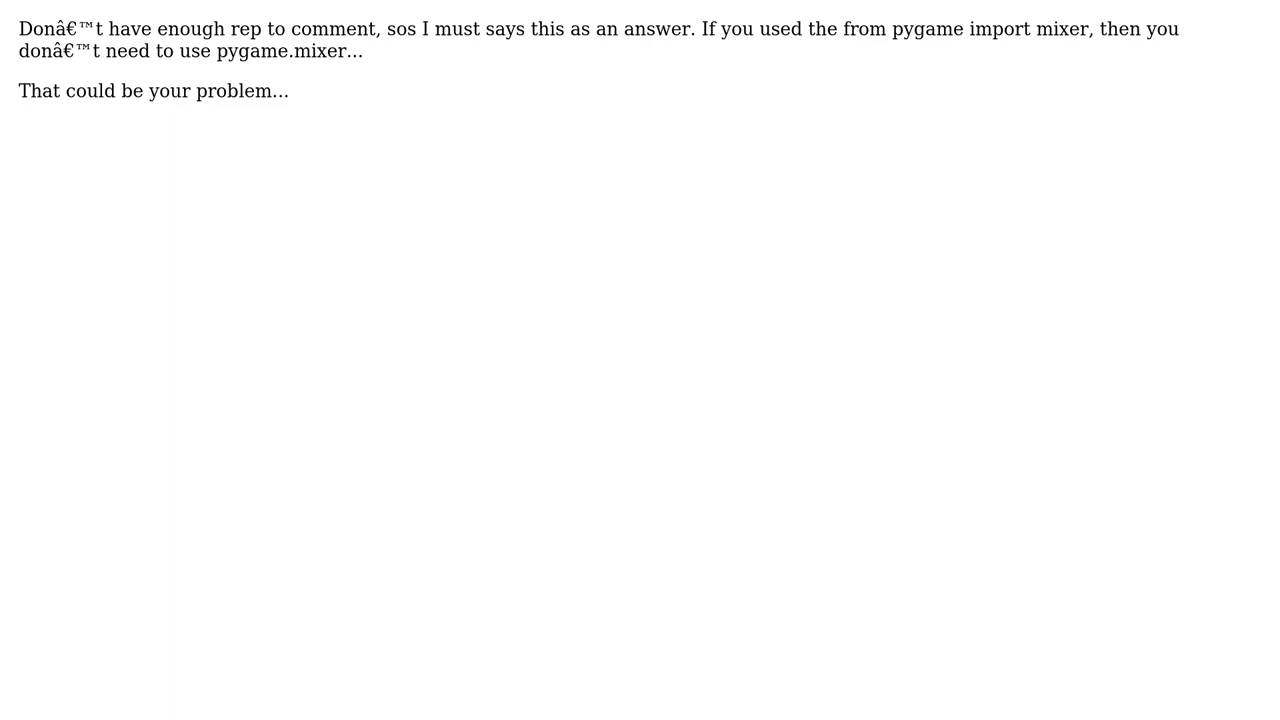 Donâ€™t have enough rep to comment, sos I must says this as an answer. If you used the from pygame import mixer, then you
donâ€™t need to use pygame.mixer...
That could be your problem...